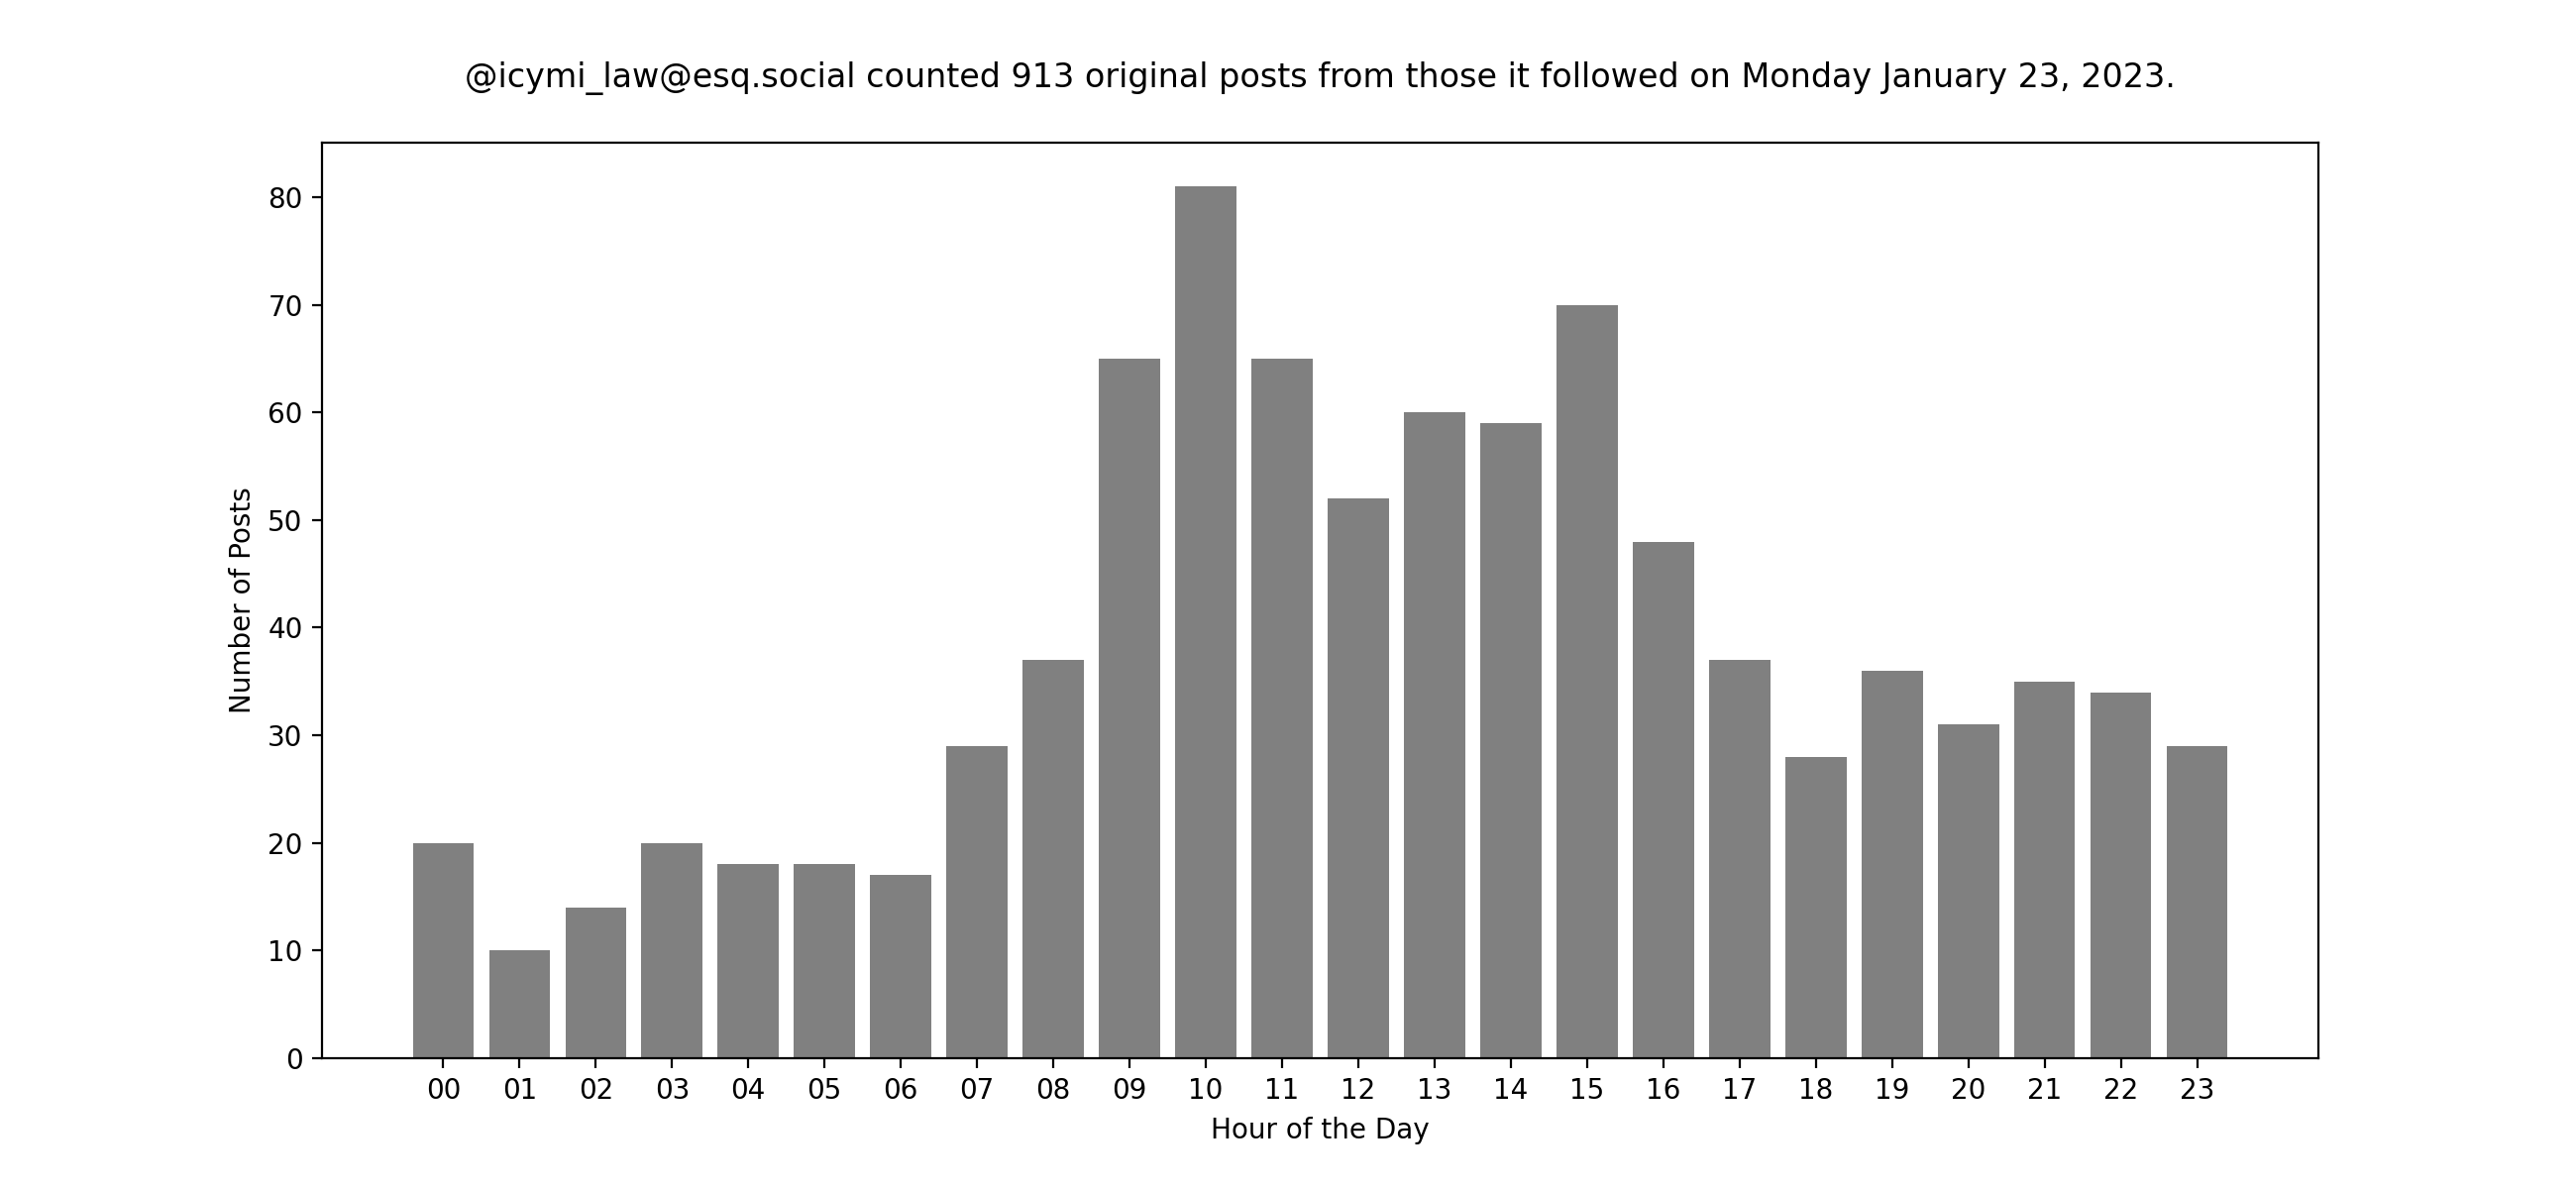 @icymi_law@esq.social counted 913 original posts from those it followed on Monday January 23, 2023.
80
70
60
50
40
30
20
10
0
Number of Posts
00 01 02 03 04 05 06 07 08 09 10 11 12 13 14 15 16 17 18 19 20 21 22 23
Hour of the Day